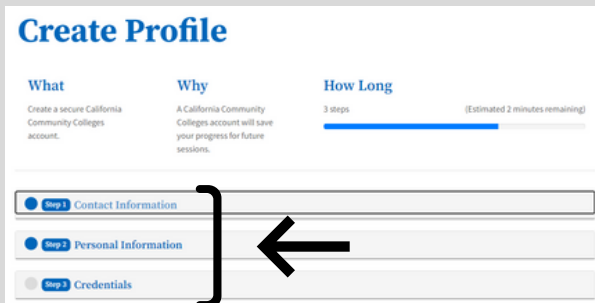 Create Profile
What
Create a secure California
Community Colleges
account.
Why
A California Community
Colleges account will save
your progress for future
sessions.
How Long
3 steps
(Estimated 2 minutes remaining)
Step 1 Contact Information
Step 2 Personal Information
Step 3 Credentials